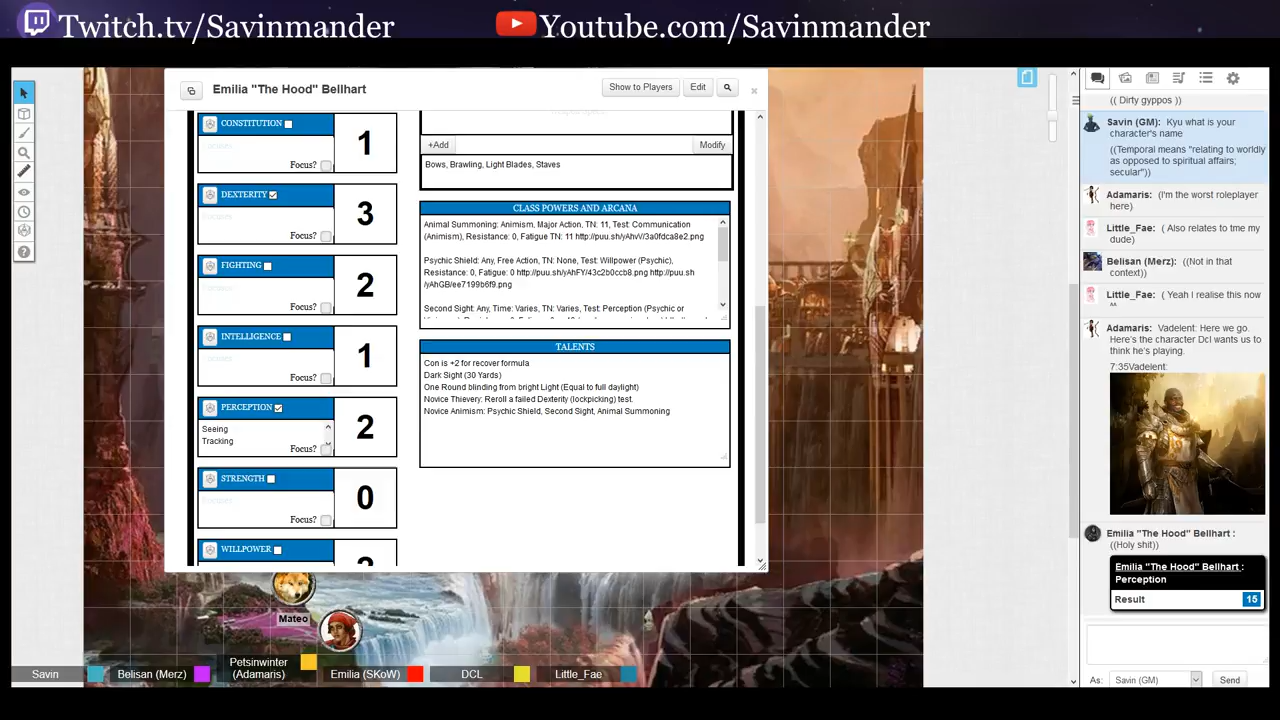 Twitch.tv/Savinmander
Youtube.com/Savinmander
Emilia "The Hood" Bellhart
Show to Players
Edit
CONSTITUTION
1
Focus?
DEXTERITY
3
Focus?
FIGHTING
2
Focus?
INTELLIGENCE
1
Focus?
PERCEPTION
2
Seeing
Tracking
Focus?
STRENGTH
0
Focus?
WILLPOWER
+Add
Modify
Bows, Brawling, Light Blades, Staves
CLASS POWERS AND ARCANA
Animal Summoning: Animism, Major Action, TN: 11, Test: Communication
(Animism), Resistance: 0, Fatigue TN: 11 http://puu.sh/yAhvV/3a0fdca8e2.png
Psychic Shield: Any, Free Action, TN: None, Test: Willpower (Psychic),
Resistance: 0, Fatigue: 0 http://puu.sh/yAhFY/43c2b0ccb8.png http://puu.sh
/yAhGB/ee7199b6f9.png
Second Sight: Any, Time: Varies, TN: Varies, Test: Perception (Psychic or
TALENTS
Con is +2 for recover formula
Dark Sight (30 Yards)
One Round blinding from bright Light (Equal to full daylight)
Novice Thievery: Reroll a failed Dexterity (lockpicking) test.
Novice Animism: Psychic Shield, Second Sight, Animal Summoning
Mateo
Savin
Belisan (Merz)
Petsinwinter
(Adamaris)
Emilia (SKoW)
DCL
Little_Fae
(( Dirty gyppos ))
Savin (GM): Kyu what is your
character's name
((Temporal means "relating to worldly
as opposed to spiritual affairs;
secular"))
Adamaris: (I'm the worst roleplayer
here)
Little_Fae: ( Also relates to tme my
dude)
Belisan (Merz): ((Not in that
context))
Little_Fae: ( Yeah i realise this now
^^
Adamaris: Vadelent: Here we go.
Here's the character Dcl wants us to
think he's playing.
7:35Vadelent:
Emilia "The Hood" Bellhart :
((Holy shit))
Emilia "The Hood" Bellhart :
Perception
Result 15
As: Savin (GM)
Send